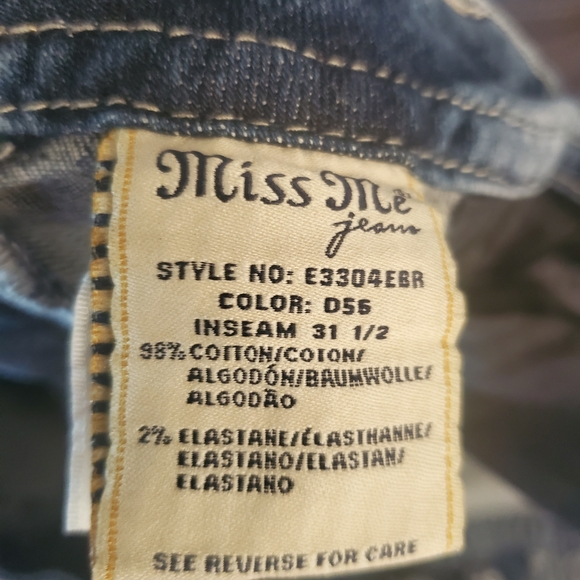 Miss Me
jeans
STYLE NO: E3304EBR
COLOR: D56
INSEAM 31 1/2
98% COTTON/COTON/
ALGODÓN/BAUMWOLLE/
ALGODÃO
2% ELASTANE/ÉLASTHANNE/
ELASTANO/ELASTAN/
ELASTANO
SEE REVERSE FOR CARE